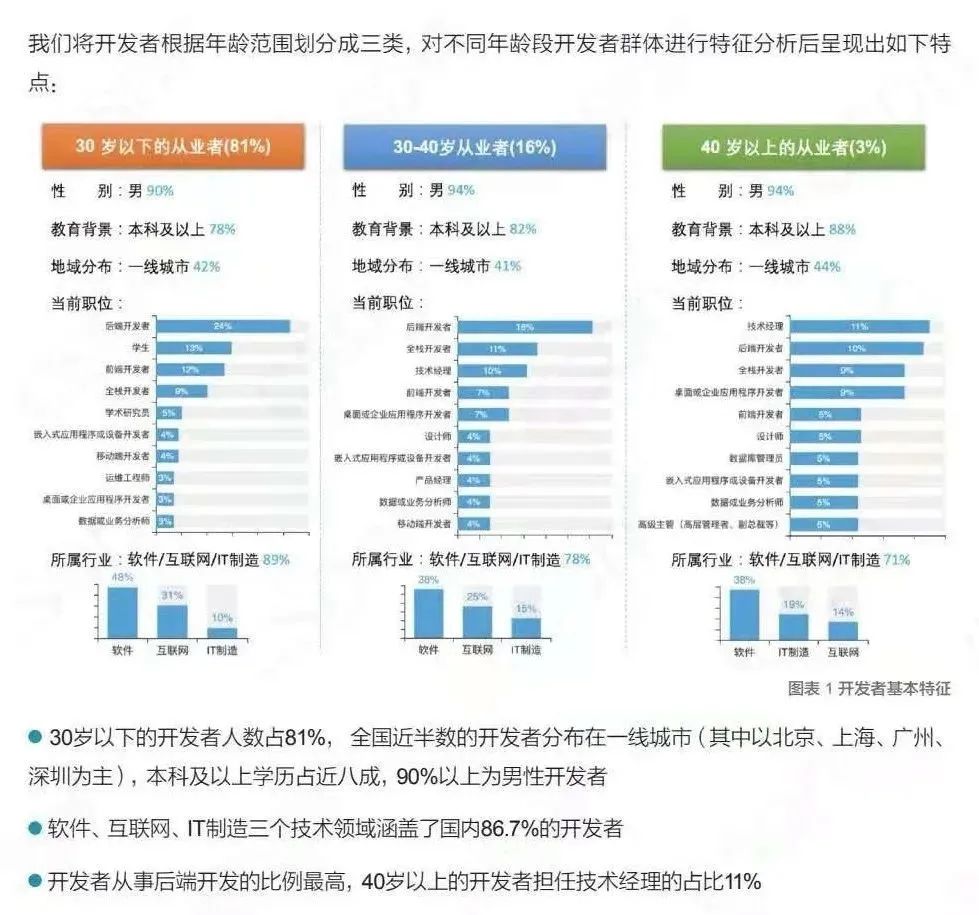 我们将开发者根据年龄范围划分成三类，对不同年龄段开发者群体进行特征分析后呈现出如下特
点：
30 岁以下的从业者(81%)
性 别：男 90%
教育背景：本科及以上 78%
地域分布：一线城市 42%
当前职位：
后端开发者 24%
学生 13%
前端开发者 12%
全栈开发者 9%
学术研究员 5%
嵌入式应用程序或设备开发者 4%
移动端开发者 4%
运维工程师 3%
桌面或企业应用程序开发者 3%
数据或业务分析师 3%
所属行业：软件/互联网/IT制造 89%
48% 31% 10%
软件 互联网 IT制造
30-40岁从业者(16%)
性 别：男 94%
教育背景：本科及以上 82%
地域分布：一线城市 41%
当前职位：
后端开发者 18%
全栈开发者 11%
技术经理 10%
前端开发者 7%
桌面或企业应用程序开发者 7%
设计师 4%
嵌入式应用程序或设备开发者 4%
产品经理 4%
数据或业务分析师 4%
移动端开发者 4%
所属行业：软件/互联网/IT制造 78%
38% 25% 15%
软件 互联网 IT制造
40 岁以上的从业者(3%)
性 别：男 94%
教育背景：本科及以上 88%
地域分布：一线城市 44%
当前职位：
技术经理 11%
后端开发者 10%
全栈开发者 9%
桌面或企业应用程序开发者 9%
前端开发者 5%
设计师 5%
数据库管理员 5%
嵌入式应用程序或设备开发者 5%
数据或业务分析师 5%
高级主管（高层管理者、副总裁等） 5%
所属行业：软件/互联网/IT制造 71%
38% 19% 14%
软件 IT制造 互联网
图表 1 开发者基本特征
● 30岁以下的开发者人数占81%， 全国近半数的开发者分布在一线城市（其中以北京、上海、广州、
深圳为主），本科及以上学历占近八成，90%以上为男性开发者
● 软件、互联网、IT制造三个技术领域涵盖了国内86.7%的开发者
● 开发者从事后端开发的比例最高，40岁以上的开发者担任技术经理的占比11%